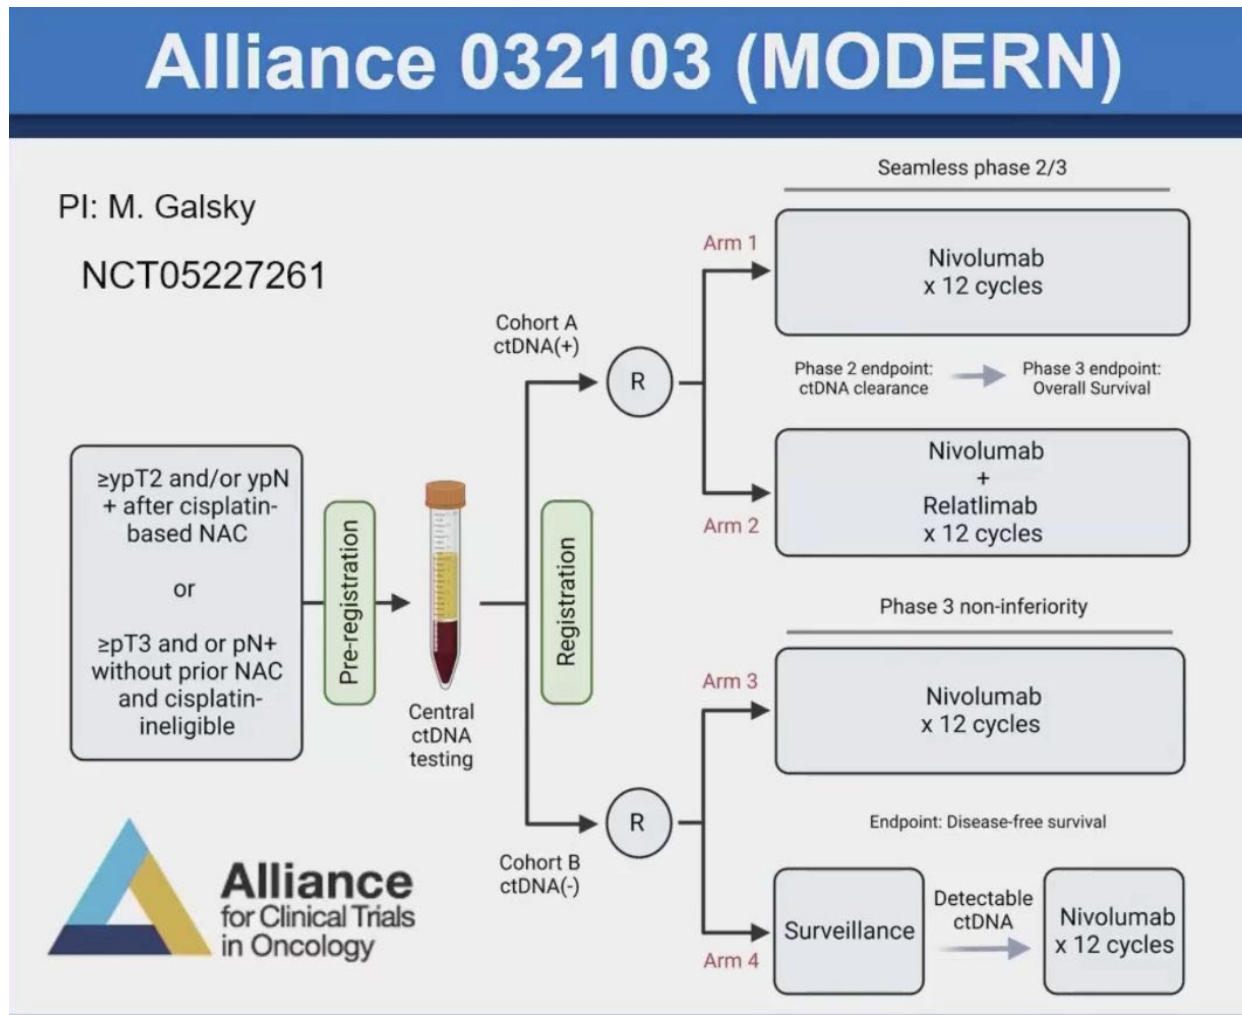 Alliance 032103 (MODERN)
PI: M. Galsky
NCT05227261
≥ypT2 and/or ypN
+ after cisplatin-
based NAC
or
≥pT3 and or pN+
without prior NAC
and cisplatin-
ineligible
Pre-registration
Central
ctDNA
testing
Registration
Cohort A
ctDNA(+)
R
Seamless phase 2/3
Arm 1
Nivolumab
x 12 cycles
Phase 2 endpoint:
ctDNA clearance
Phase 3 endpoint:
Overall Survival
Arm 2
Nivolumab
+
Relatlimab
x 12 cycles
Cohort B
ctDNA(-)
R
Phase 3 non-inferiority
Arm 3
Nivolumab
x 12 cycles
Endpoint: Disease-free survival
Arm 4
Surveillance
Detectable
ctDNA
Nivolumab
x 12 cycles
Alliance
for Clinical Trials
in Oncology